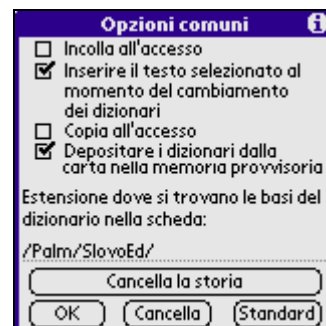 Opzioni comuni
Incolla all'accesso
Inserire il testo selezionato al
momento del cambiamento
dei dizionari
Copia all'accesso
Depositare i dizionari dalla
carta nella memoria provvisoria
Estensione dove si trovano le basi del
dizionario nella scheda:
/Palm/SlovoEd/
Cancella la storia
OK Cancella Standard